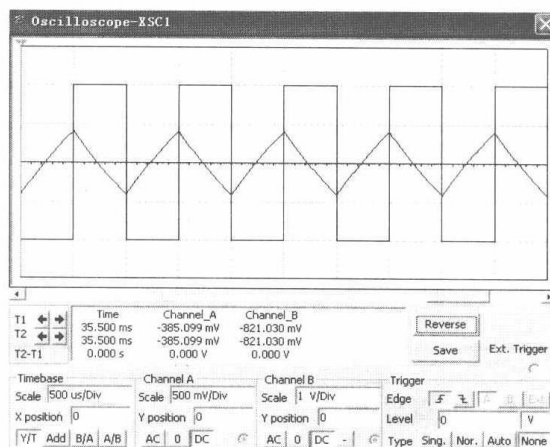 Oscilloscope-XSC1
Time Channel_A Channel_B
T1 35.500 ms -385.099 mV -821.030 mV
T2 35.500 ms -385.099 mV -821.030 mV
T2-T1 0.000 s 0.000 V 0.000 V
Reverse
Save
Ext. Trigger
Timebase
Scale 500 us/Div
X position 0
Y/T Add B/A A/B
Channel A
Scale 500 mV/Div
Y position 0
AC 0 DC
Channel B
Scale 1 V/Div
Y position 0
AC 0 DC -
Trigger
Edge A B Ext
Level 0 V
Type Sing. Nor. Auto None